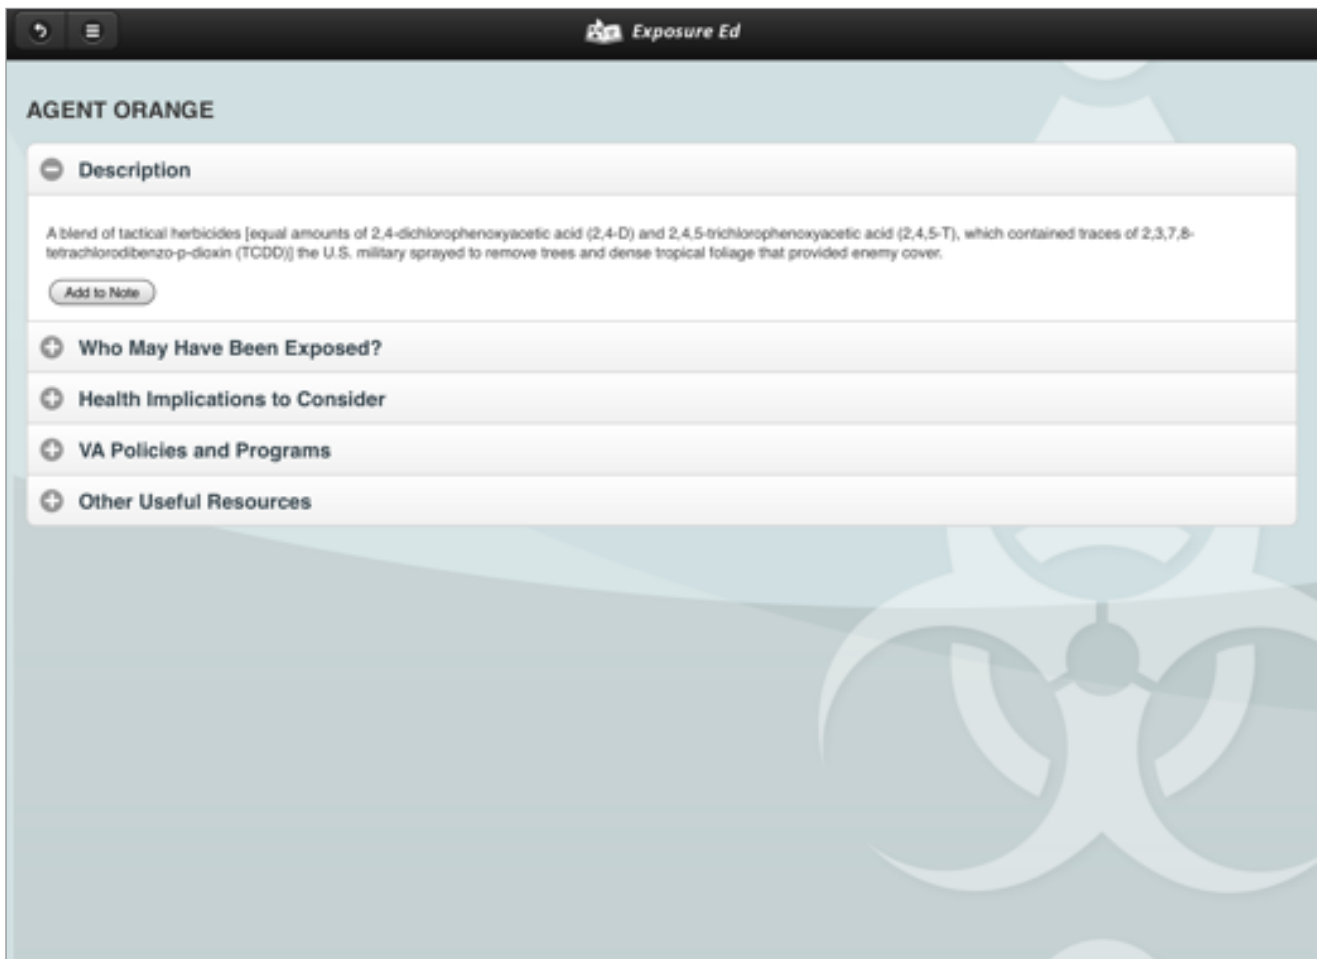 Exposure Ed
AGENT ORANGE
Description
A blend of tactical herbicides [equal amounts of 2,4-dichlorophenoxyacetic acid (2,4-D) and 2,4,5-trichlorophenoxyacetic acid (2,4,5-T), which contained traces of 2,3,7,8-
tetrachlorodibenzo-p-dioxin (TCDD)] the U.S. military sprayed to remove trees and dense tropical foliage that provided enemy cover.
Add to Note
Who May Have Been Exposed?
Health Implications to Consider
VA Policies and Programs
Other Useful Resources